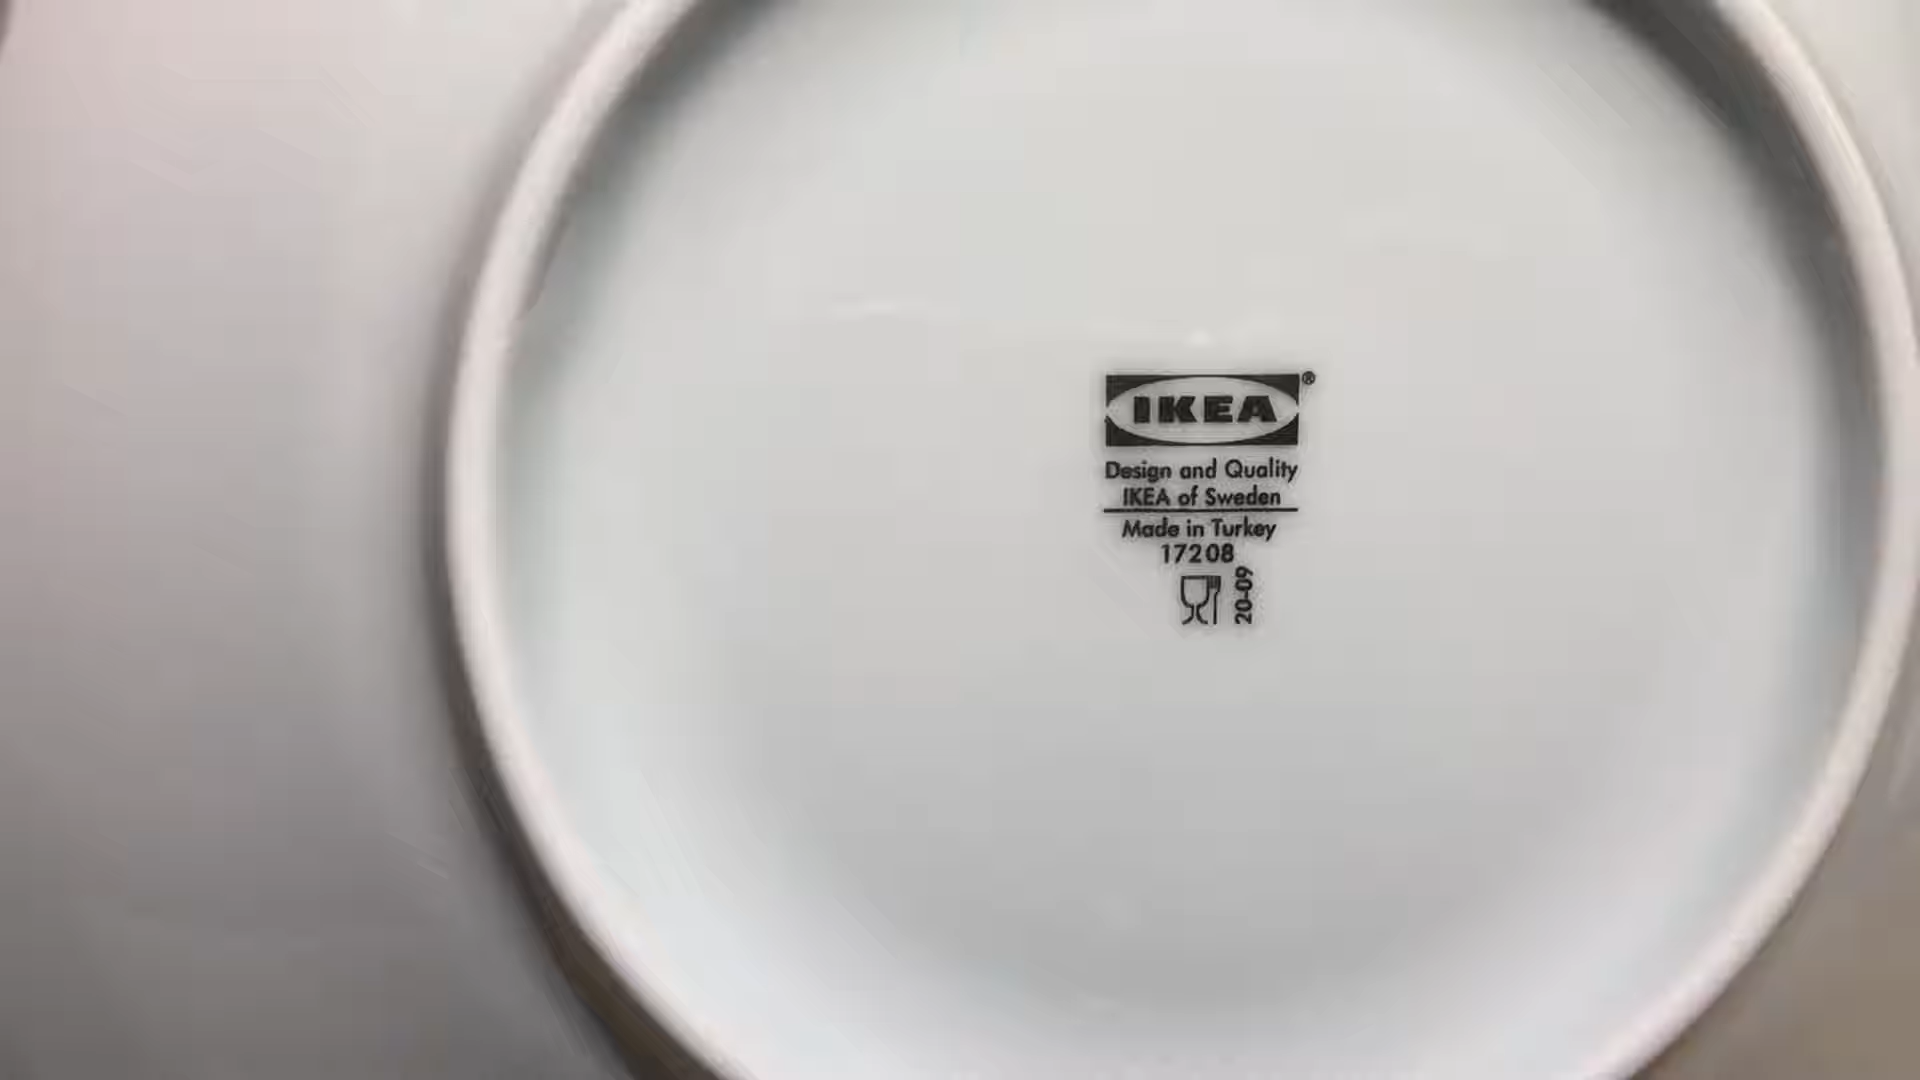 IKEA®
Design and Quality
IKEA of Sweden
Made in Turkey
17208
20-09